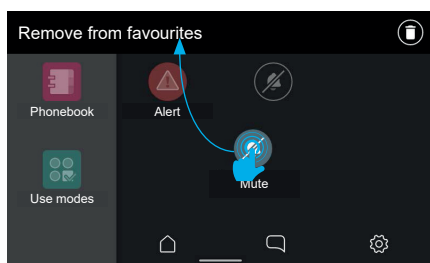 Remove from favourites
Phonebook
Alert
Mute
Use modes